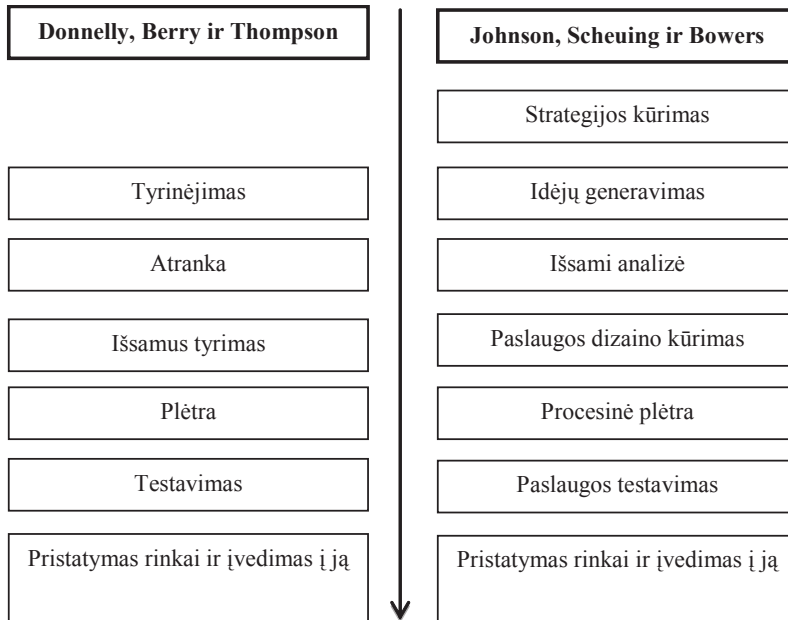 Donnelly, Berry ir Thompson
Tyrinėjimas
Atranka
Išsamus tyrimas
Plėtra
Testavimas
Pristatymas rinkai ir įvedimas į ją
Johnson, Scheuing ir Bowers
Strategijos kūrimas
Idėjų generavimas
Išsami analizė
Paslaugos dizaino kūrimas
Procesinė plėtra
Paslaugos testavimas
Pristatymas rinkai ir įvedimas į ją